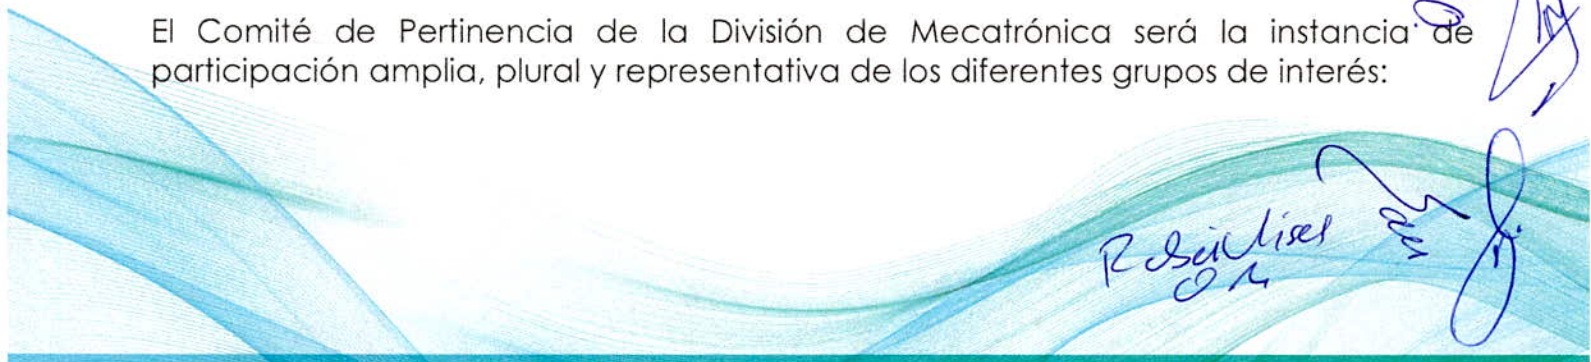 El Comité de Pertinencia de la División de Mecatrónica será la instancia de
participación amplia, plural y representativa de los diferentes grupos de interés: